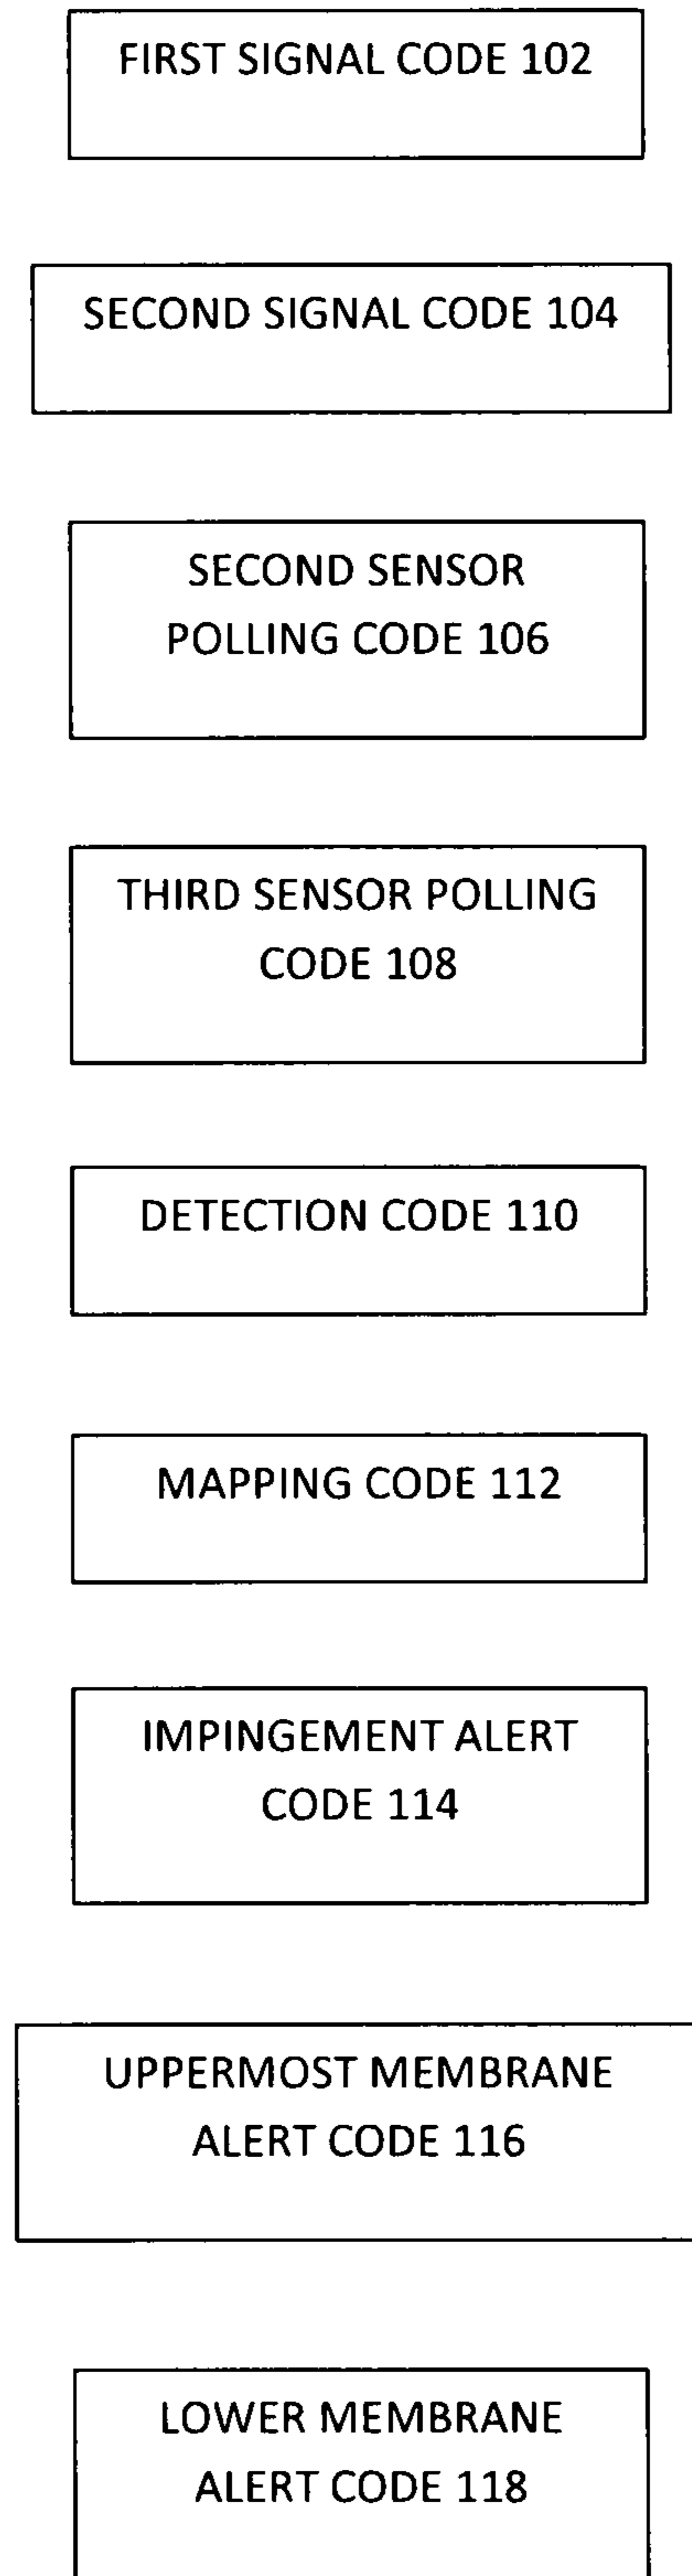 FIRST SIGNAL CODE 102
SECOND SIGNAL CODE 104
SECOND SENSOR
POLLING CODE 106
THIRD SENSOR POLLING
CODE 108
DETECTION CODE 110
MAPPING CODE 112
IMPINGEMENT ALERT
CODE 114
UPPERMOST MEMBRANE
ALERT CODE 116
LOWER MEMBRANE
ALERT CODE 118